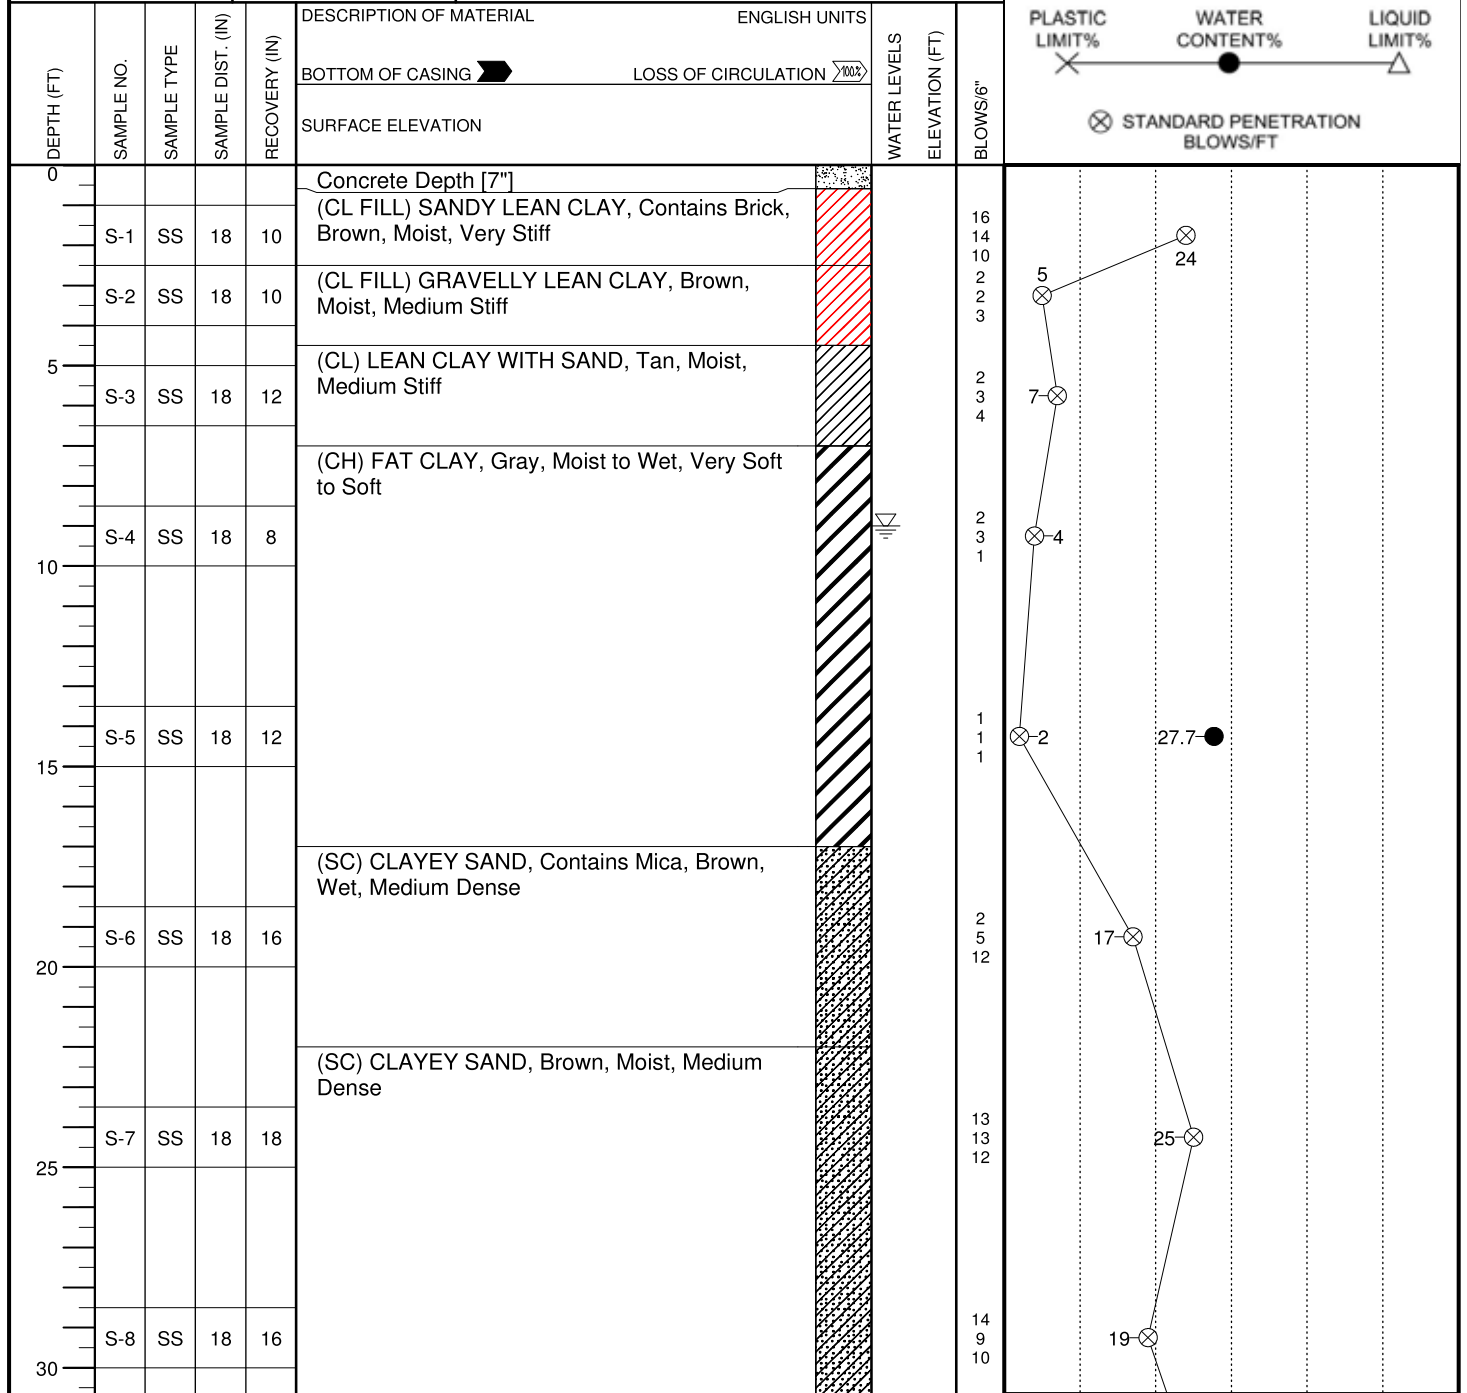 DEPTH (FT)
SAMPLE NO.
SAMPLE TYPE
SAMPLE DIST. (IN)
RECOVERY (IN)
DESCRIPTION OF MATERIAL ENGLISH UNITS
BOTTOM OF CASING LOSS OF CIRCULATION 100%
SURFACE ELEVATION
WATER LEVELS
ELEVATION (FT)
BLOWS/6"
PLASTIC LIMIT%
WATER CONTENT%
LIQUID LIMIT%
STANDARD PENETRATION
BLOWS/FT
0
Concrete Depth [7"]
(CL FILL) SANDY LEAN CLAY, Contains Brick,
Brown, Moist, Very Stiff
S-1 SS 18 10
16
14
10
24
(CL FILL) GRAVELLY LEAN CLAY, Brown,
Moist, Medium Stiff
S-2 SS 18 10
2
2
3
5
5
(CL) LEAN CLAY WITH SAND, Tan, Moist,
Medium Stiff
S-3 SS 18 12
2
3
4
7
(CH) FAT CLAY, Gray, Moist to Wet, Very Soft
to Soft
S-4 SS 18 8
2
3
1
4
10
S-5 SS 18 12
1
1
1
2
27.7
15
(SC) CLAYEY SAND, Contains Mica, Brown,
Wet, Medium Dense
S-6 SS 18 16
2
5
12
17
20
(SC) CLAYEY SAND, Brown, Moist, Medium
Dense
S-7 SS 18 18
13
13
12
25
25
S-8 SS 18 16
14
9
10
19
30